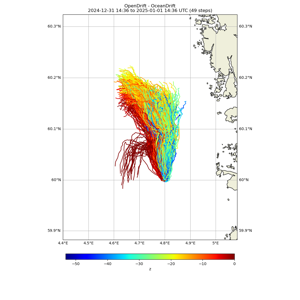 OpenDrift - OceanDrift
2024-12-31 14:36 to 2025-01-01 14:36 UTC (49 steps)
60.3°N 60.3°N
60.2°N 60.2°N
60.1°N 60.1°N
60°N 60°N
59.9°N 59.9°N
4.4°E 4.5°E 4.6°E 4.7°E 4.8°E 4.9°E 5°E
−50 −40 −30 −20 −10 0
z